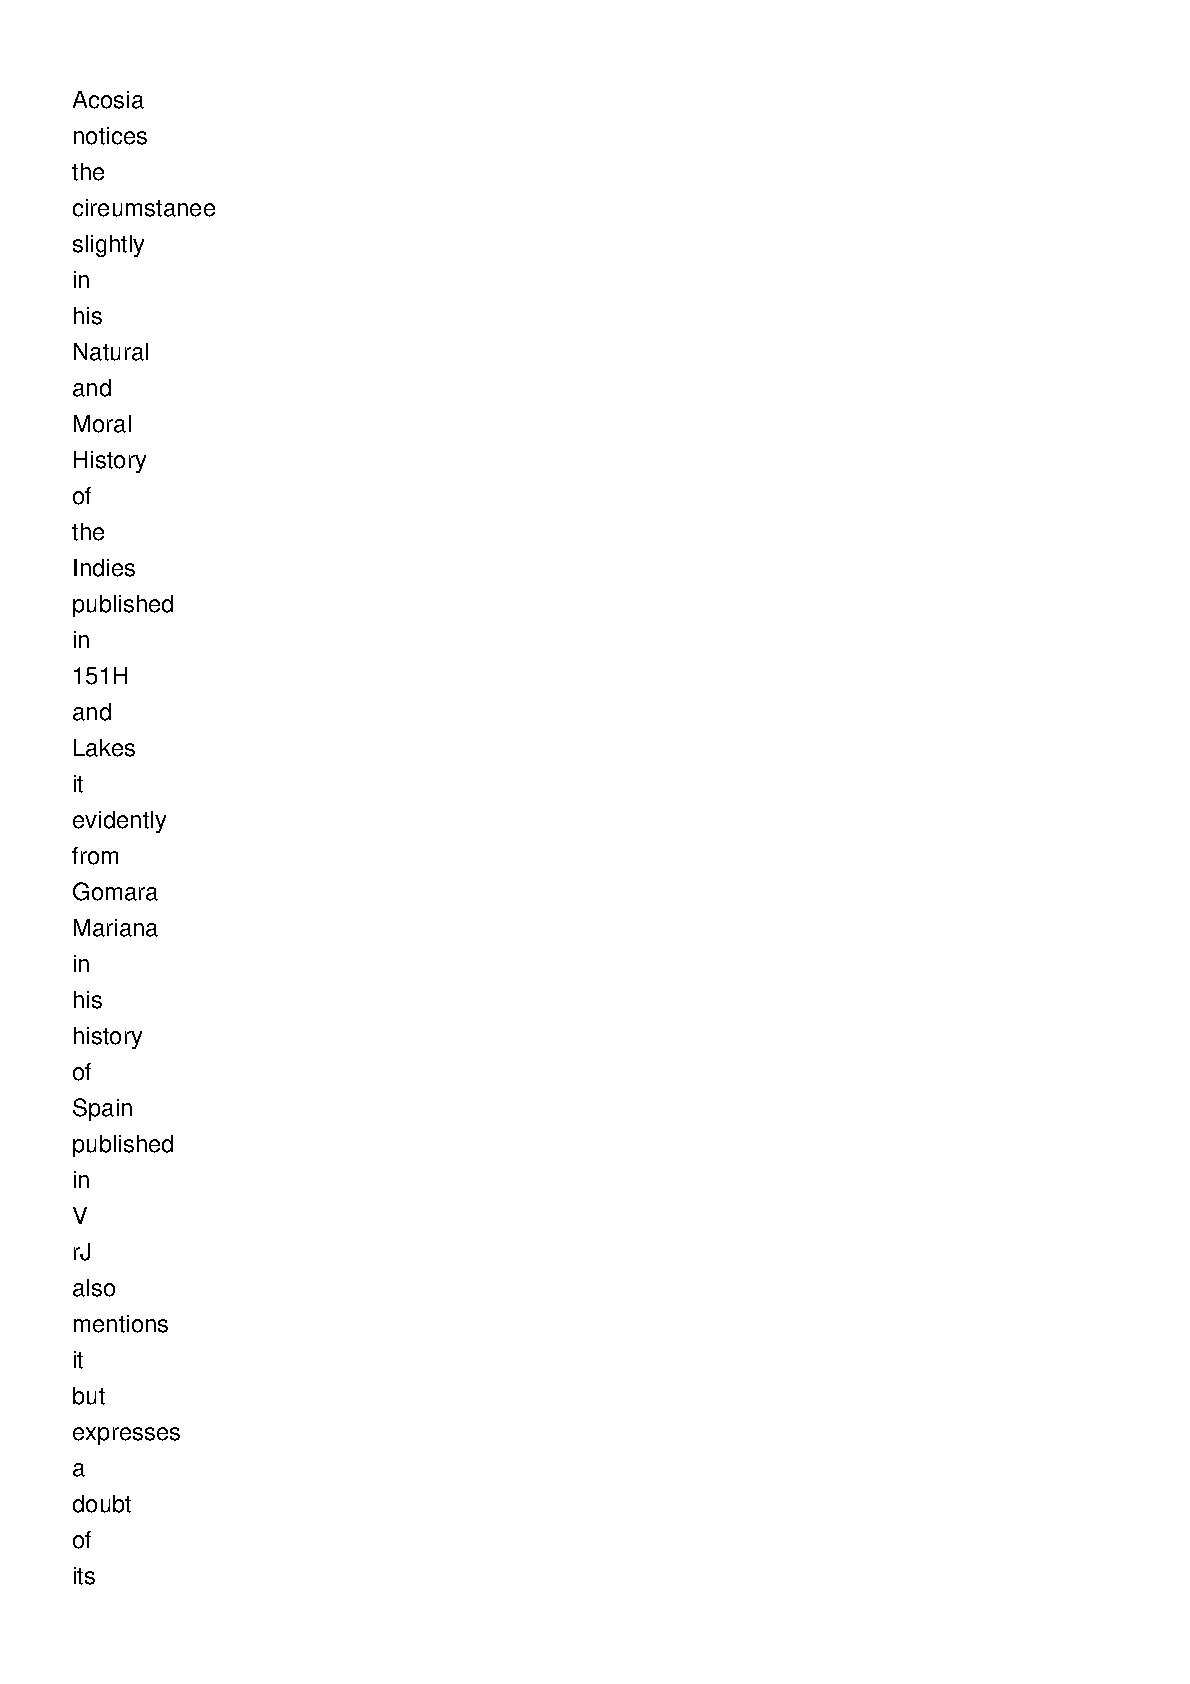 Acosia
notices
the
cireumstanee
slightly
in
his
Natural
and
Moral
History
of
the
Indies
published
in
151H
and
Lakes
it
evidently
from
Gomara
Mariana
in
his
history
of
Spain
published
in
V
rJ
also
mentions
it
but
expresses
a
doubt
of
its